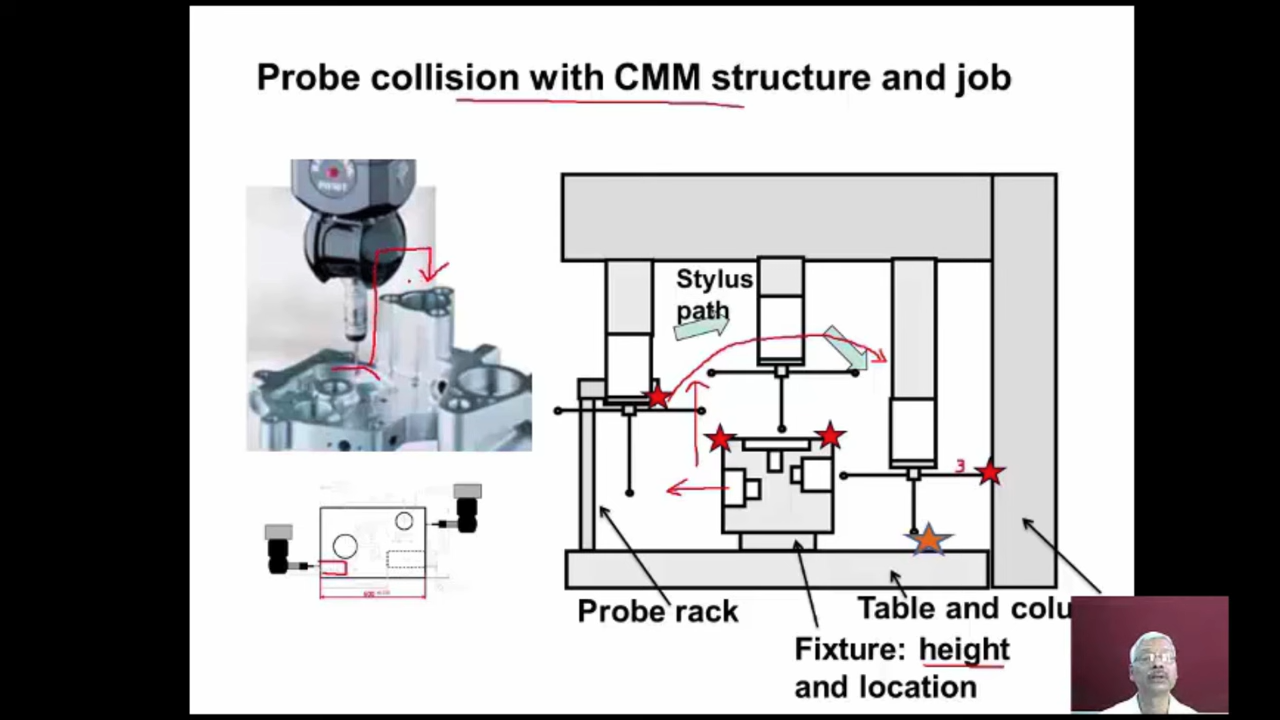 Probe collision with CMM structure and job
Stylus
path
3
Probe rack
Table and colu
Fixture: height
and location